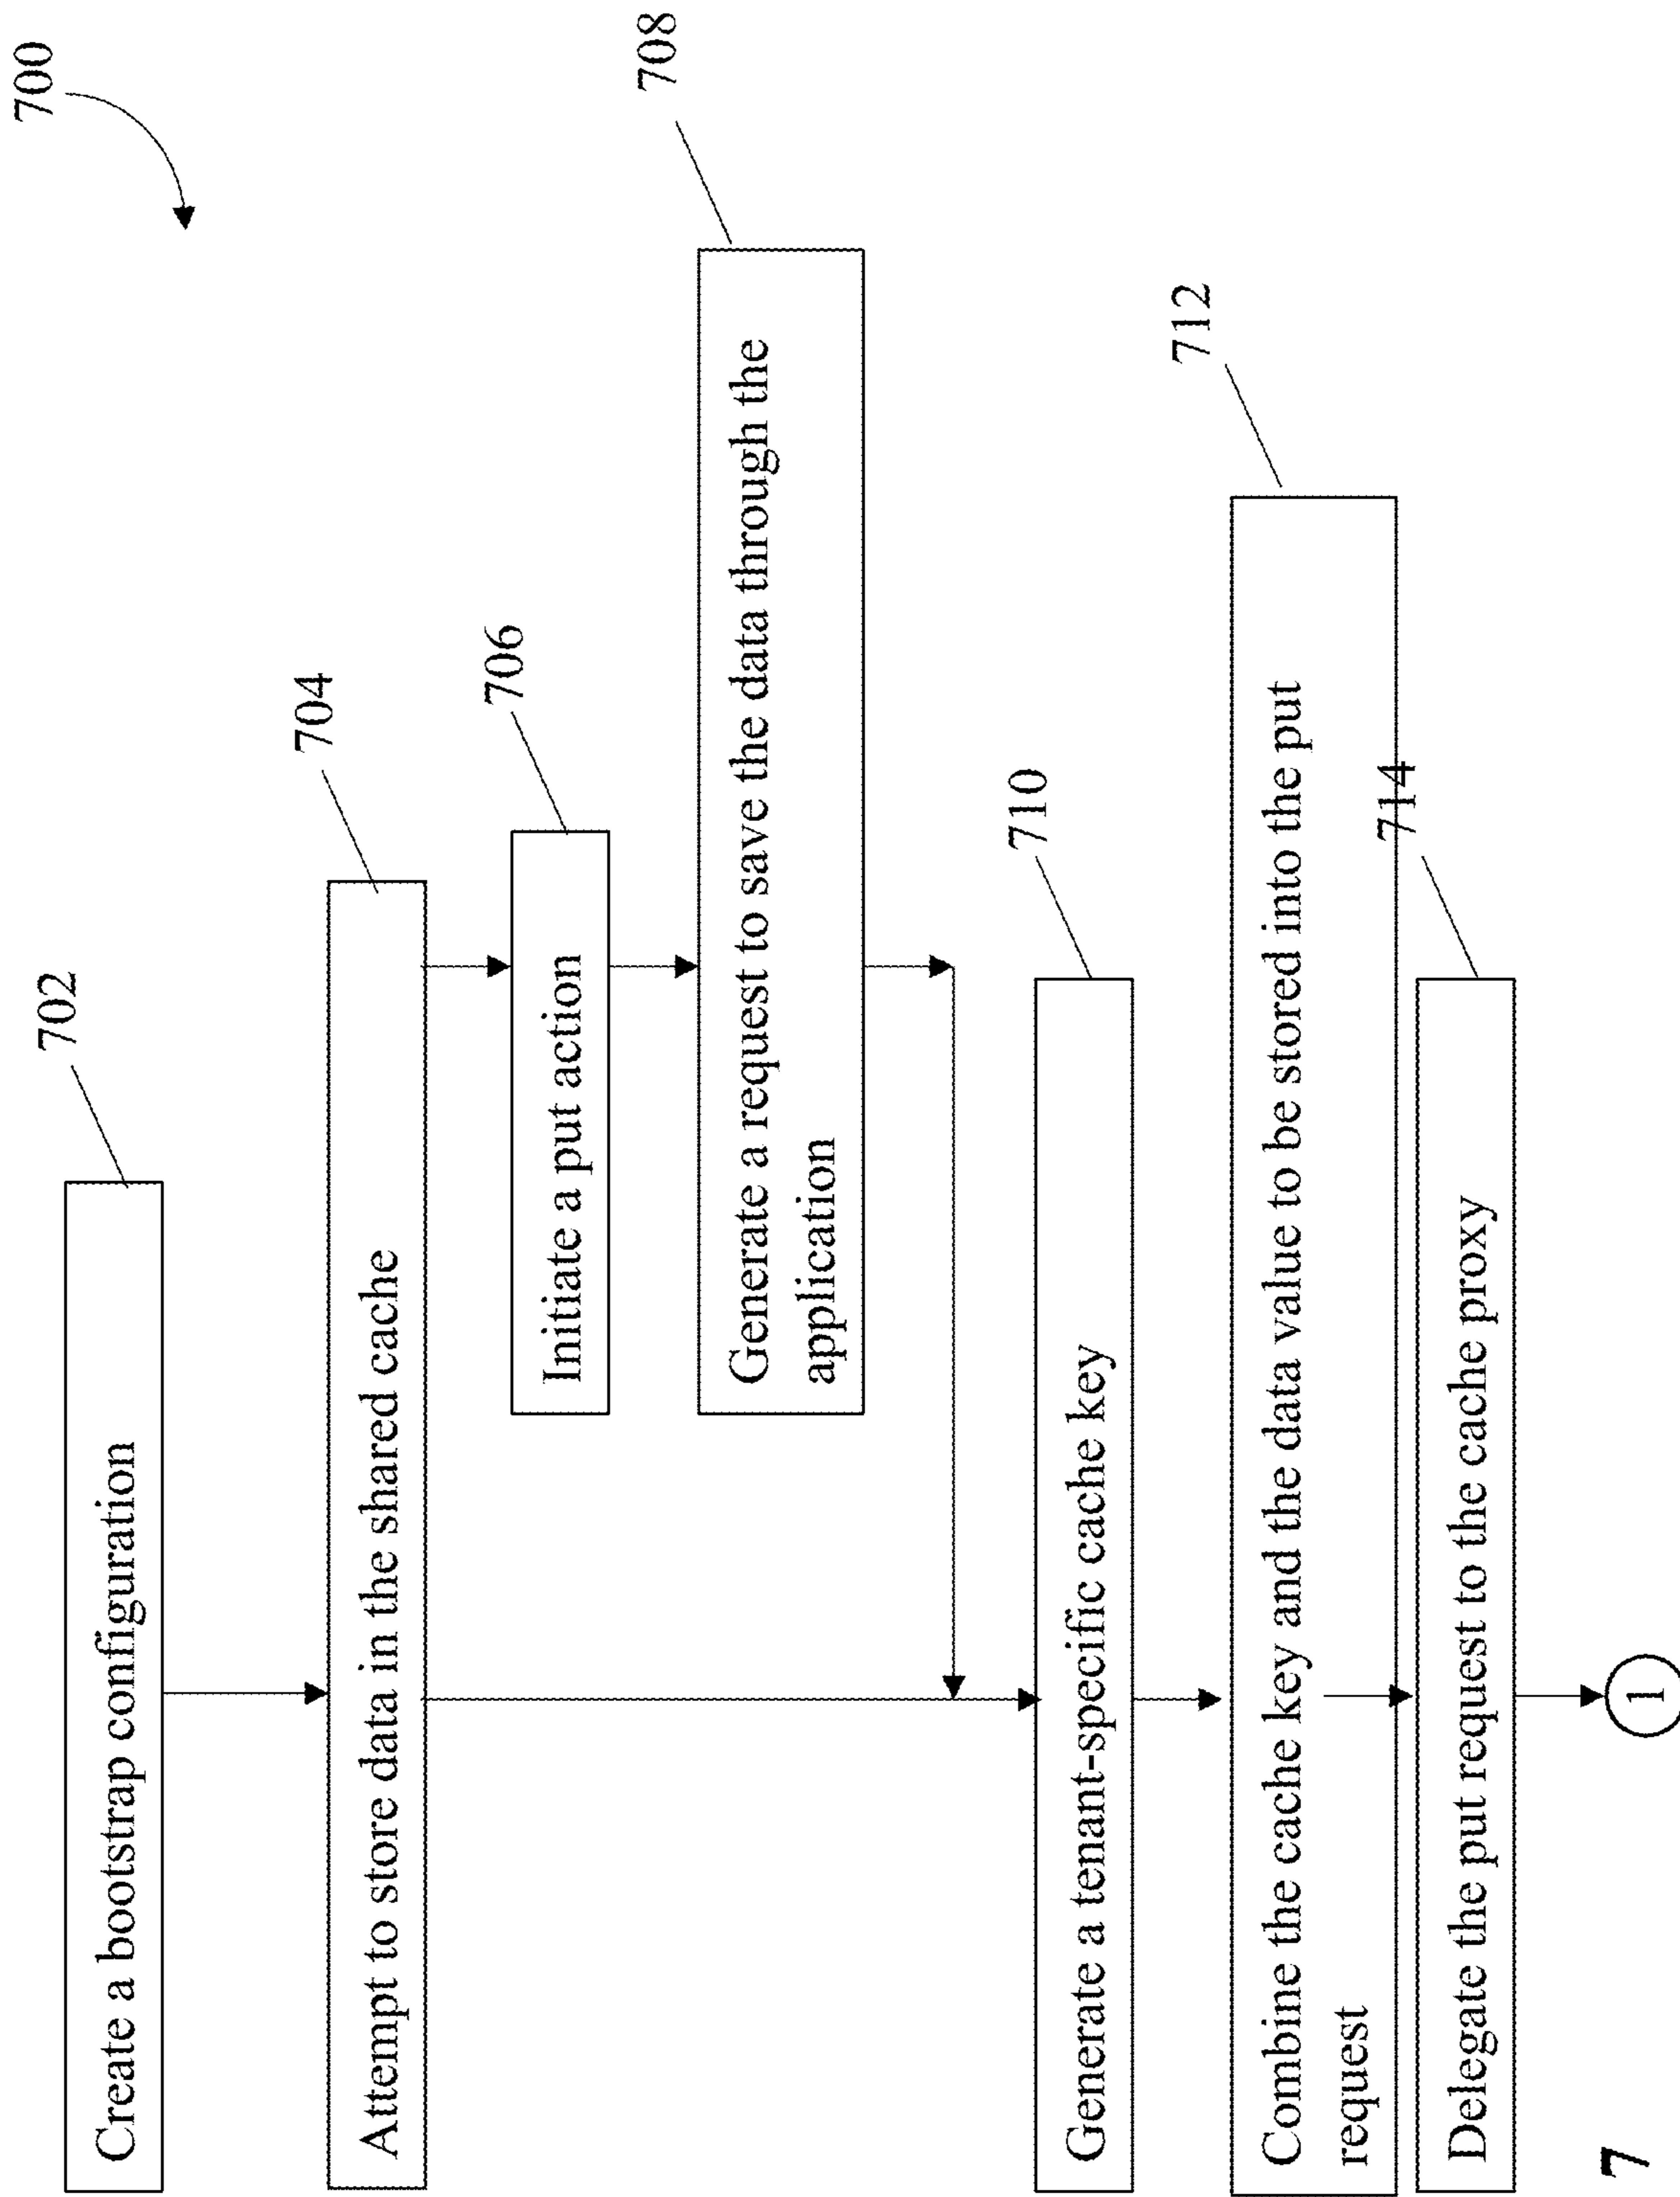 700
702
Create a bootstrap configuration
704
Attempt to store data in the shared cache
706
Initiate a put action
708
Generate a request to save the data through the
application
710
Generate a tenant-specific cache key
712
Combine the cache key and the data value to be stored into the put
request
714
Delegate the put request to the cache proxy
1
7